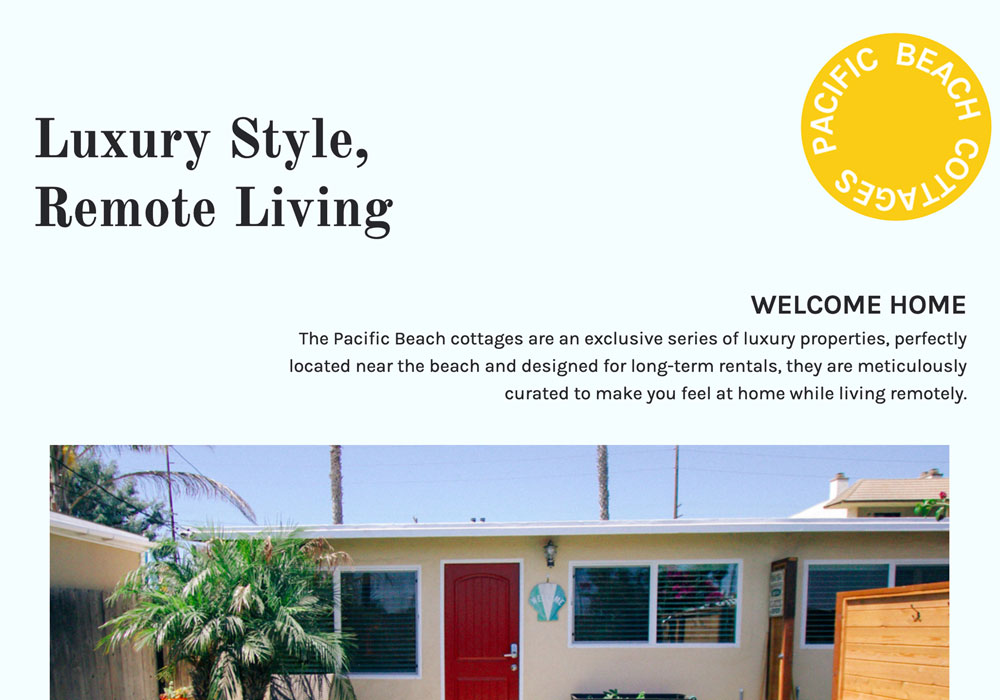 PACIFIC BEACH COTTAGES
Luxury Style,
Remote Living
WELCOME HOME
The Pacific Beach cottages are an exclusive series of luxury properties, perfectly
located near the beach and designed for long-term rentals, they are meticulously
curated to make you feel at home while living remotely.